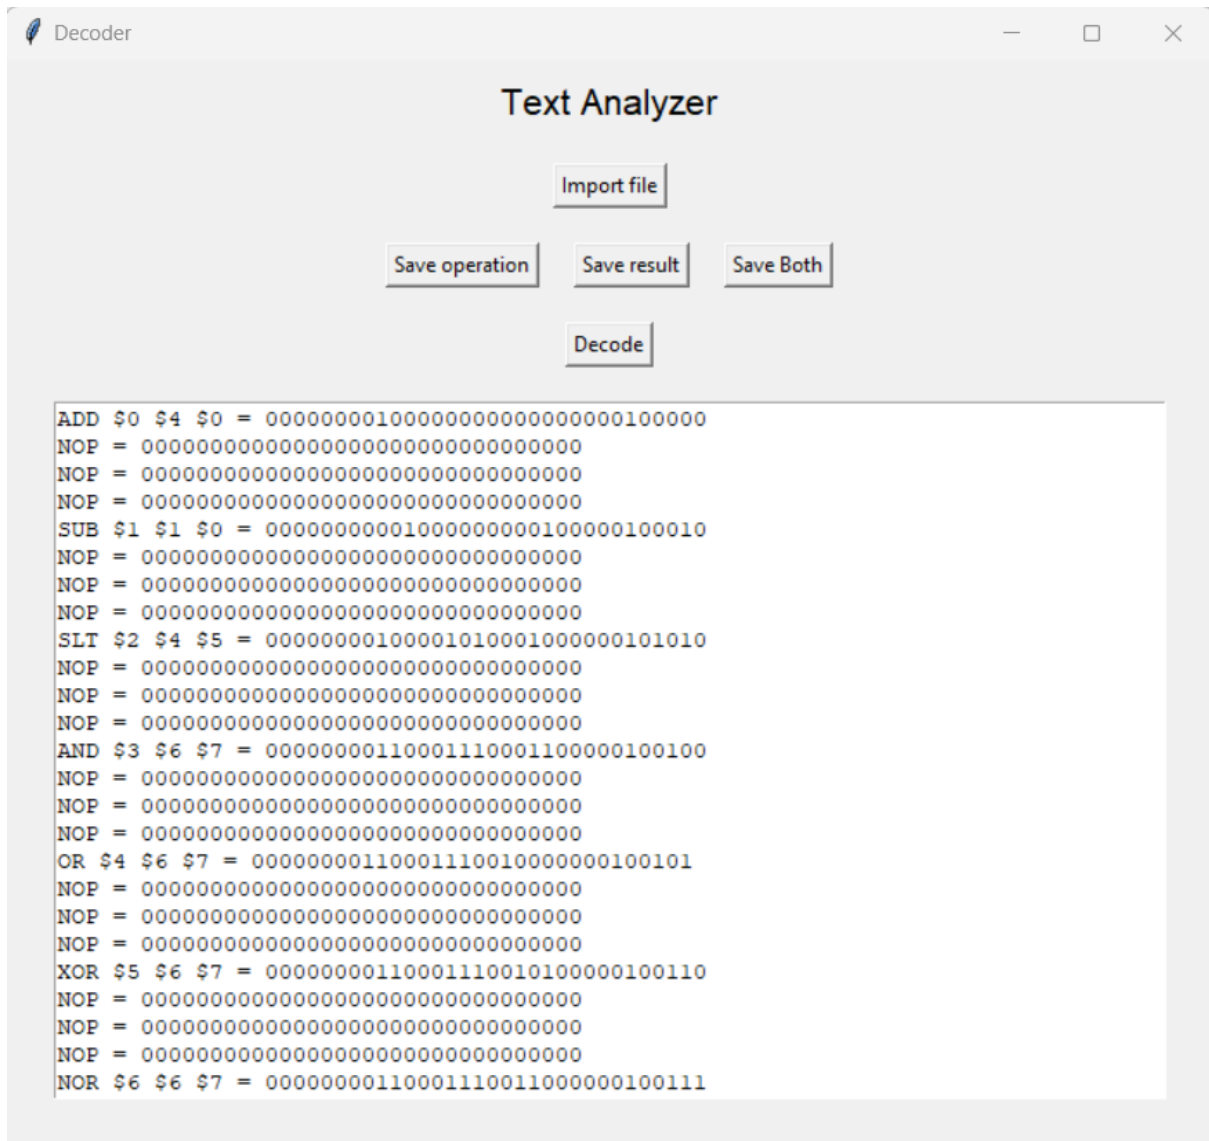 Decoder
Text Analyzer
Import file
Save operation Save result Save Both
Decode
ADD $0 $4 $0 = 00000000100000000000000000100000
NOP = 00000000000000000000000000000000
NOP = 00000000000000000000000000000000
NOP = 00000000000000000000000000000000
SUB $1 $1 $0 = 00000000001000000000100000100010
NOP = 00000000000000000000000000000000
NOP = 00000000000000000000000000000000
NOP = 00000000000000000000000000000000
SLT $2 $4 $5 = 00000000100001010001000000101010
NOP = 00000000000000000000000000000000
NOP = 00000000000000000000000000000000
NOP = 00000000000000000000000000000000
AND $3 $6 $7 = 00000000110001110001100000100100
NOP = 00000000000000000000000000000000
NOP = 00000000000000000000000000000000
NOP = 00000000000000000000000000000000
OR $4 $6 $7 = 00000000110001110010000000100101
NOP = 00000000000000000000000000000000
NOP = 00000000000000000000000000000000
NOP = 00000000000000000000000000000000
XOR $5 $6 $7 = 00000000110001110010100000100110
NOP = 00000000000000000000000000000000
NOP = 00000000000000000000000000000000
NOP = 00000000000000000000000000000000
NOR $6 $6 $7 = 00000000110001110011000000100111